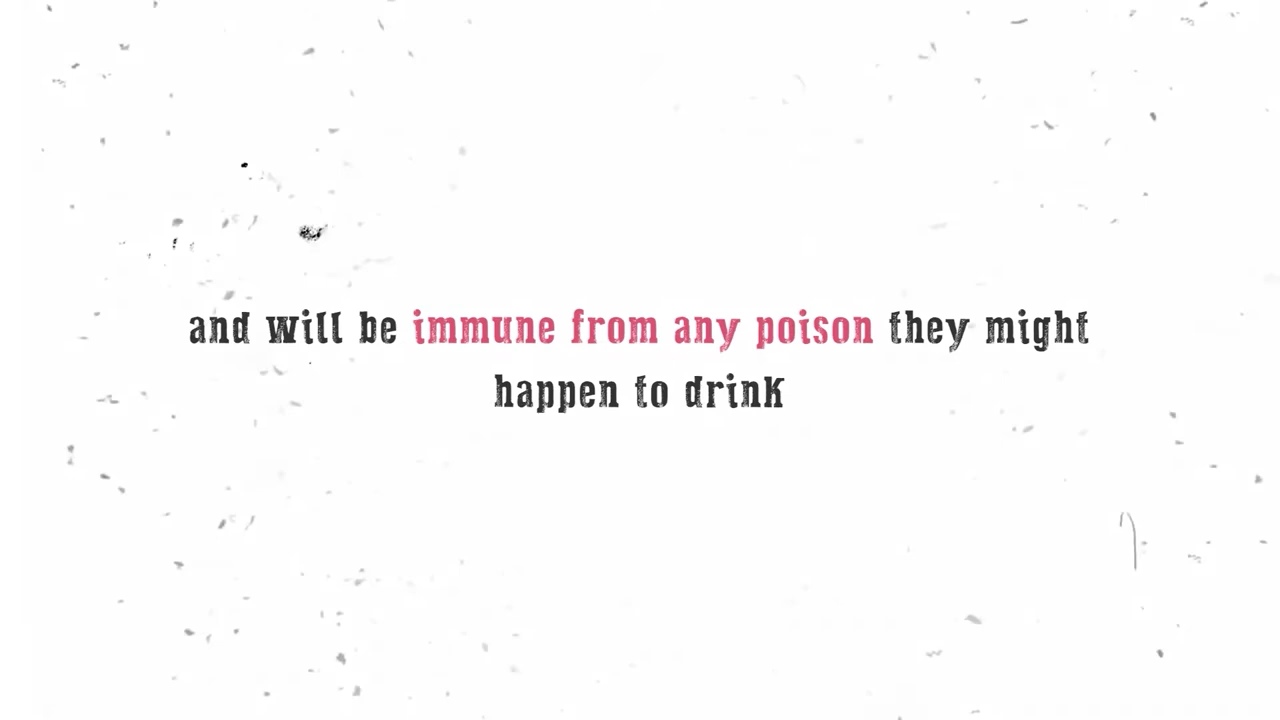 and will be immune from any poison they might
happen to drink